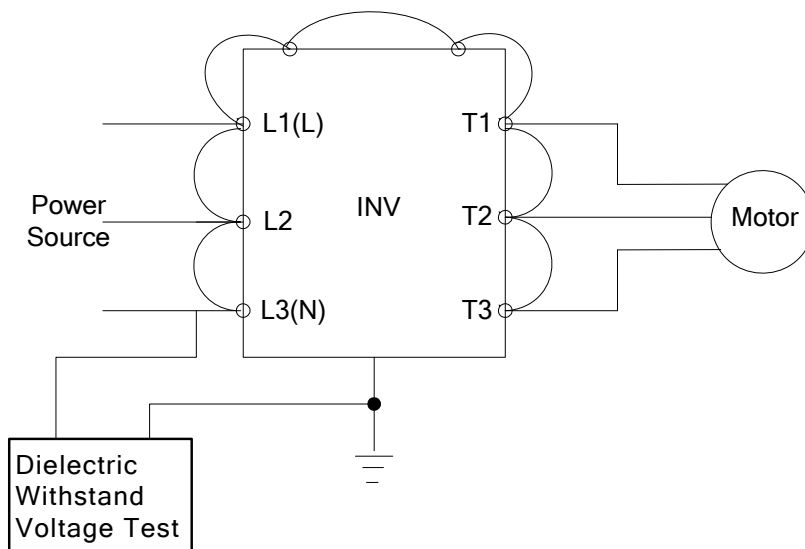 L1(L)
T1
Power
Source
L2
INV
T2
Motor
L3(N)
T3
Dielectric
Withstand
Voltage Test